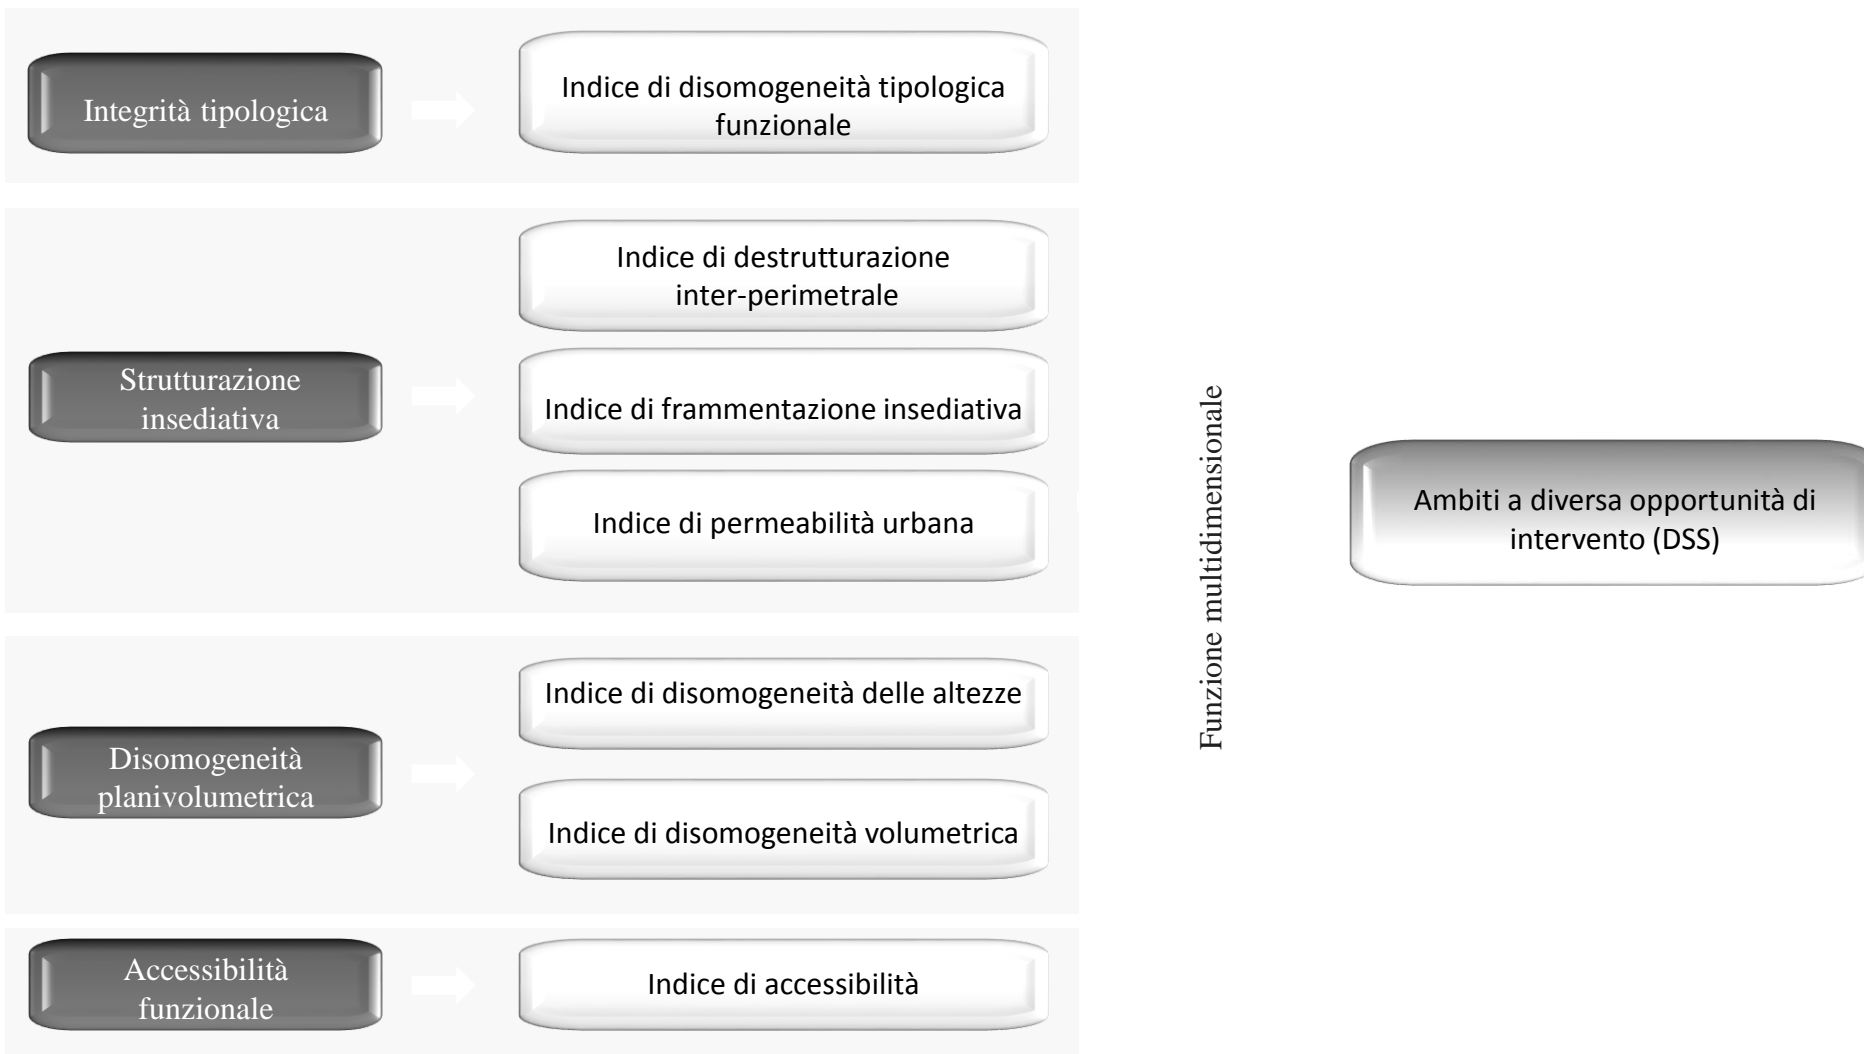 Integrità tipologica
Indice di disomogeneità tipologica
funzionale
Strutturazione
insediativa
Indice di destrutturazione
inter-perimetrale
Indice di frammentazione insediativa
Indice di permeabilità urbana
Disomogeneità
planivolumetrica
Indice di disomogeneità delle altezze
Indice di disomogeneità volumetrica
Accessibilità
funzionale
Indice di accessibilità
Funzione multidimensionale
Ambiti a diversa opportunità di
intervento (DSS)